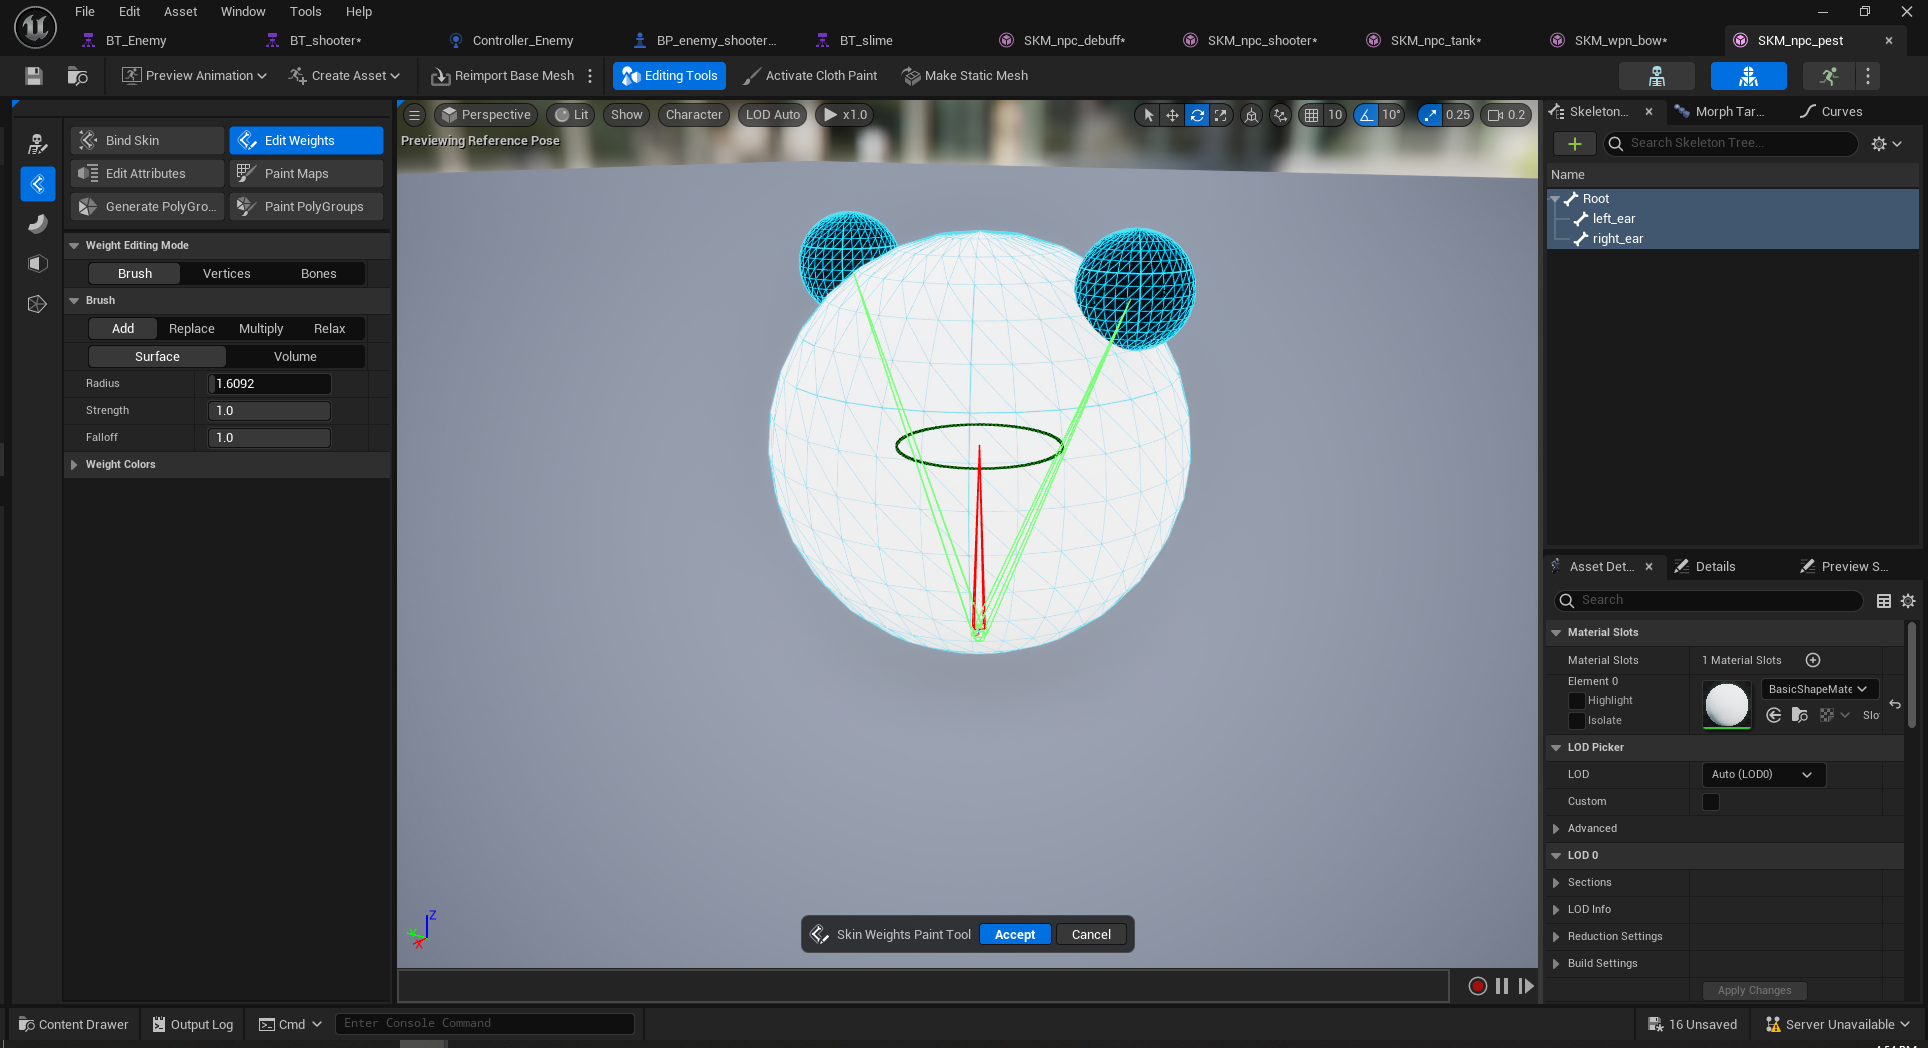 File Edit Asset Window Tools Help
BT_Enemy BT_shooter* Controller_Enemy BP_enemy_shooter... BT_slime SKM_npc_debuff* SKM_npc_shooter* SKM_npc_tank* SKM_wpn_bow* SKM_npc_pest
Preview Animation Create Asset Reimport Base Mesh Editing Tools Activate Cloth Paint Make Static Mesh
Bind Skin Edit Weights
Edit Attributes Paint Maps
Generate PolyGro... Paint PolyGroups
Weight Editing Mode
Brush Vertices Bones
Brush
Add Replace Multiply Relax
Surface Volume
Radius 1.6092
Strength 1.0
Falloff 1.0
Weight Colors
Perspective Lit Show Character LOD Auto x1.0 10 10° 0.25 0.2
Previewing Reference Pose
Z
Y
X
Skin Weights Paint Tool Accept Cancel
Skeleton... Morph Tar... Curves
Search Skeleton Tree...
Name
Root
left_ear
right_ear
Asset Det... Details Preview S...
Search
Material Slots
Material Slots 1 Material Slots
Element 0
Highlight
Isolate
BasicShapeMate
Slo
LOD Picker
LOD Auto (LOD0)
Custom
Advanced
LOD 0
Sections
LOD Info
Reduction Settings
Build Settings
Apply Changes
Content Drawer Output Log Cmd Enter Console Command 16 Unsaved Server Unavailable